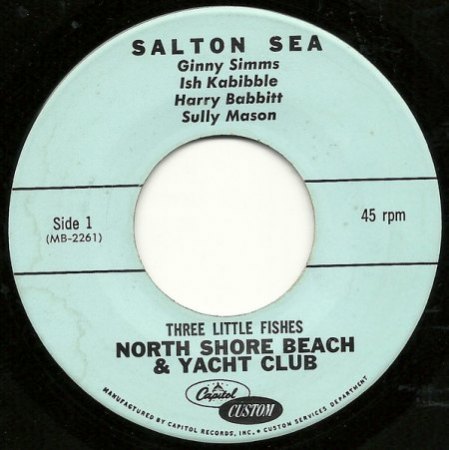 SALTON SEA
Ginny Simms
Ish Kabibble
Harry Babbitt
Sully Mason
Side 1
(MB-2261)
45 rpm
THREE LITTLE FISHES
NORTH SHORE BEACH
& YACHT CLUB
Capitol
CUSTOM
MANUFACTURED BY CAPITOL RECORDS, INC. • CUSTOM SERVICES DEPARTMENT